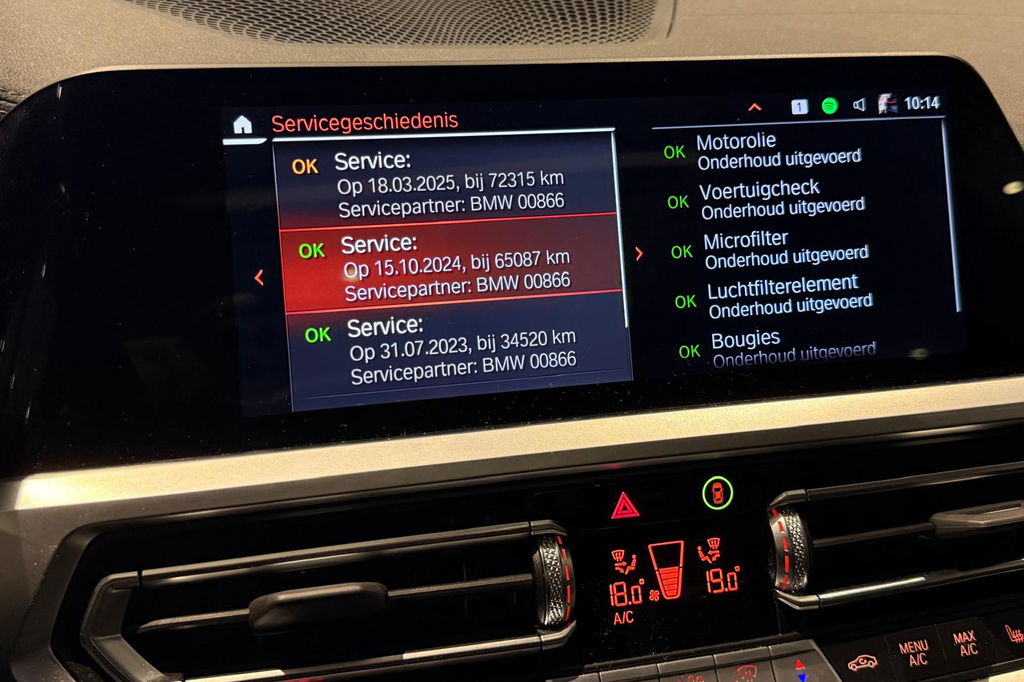 Servicegeschiedenis
1
10:14
OK Service:
Op 18.03.2025, bij 72315 km
Servicepartner: BMW 00866
OK Service:
Op 15.10.2024, bij 65087 km
Servicepartner: BMW 00866
OK Service:
Op 31.07.2023, bij 34520 km
Servicepartner: BMW 00866
OK Motorolie
Onderhoud uitgevoerd
OK Voertuigcheck
Onderhoud uitgevoerd
OK Microfilter
Onderhoud uitgevoerd
OK Luchtfilterelement
Onderhoud uitgevoerd
OK Bougies
Onderhoud uitgevoerd
18.0°
19.0°
A/C
MENU
A/C
MAX
A/C